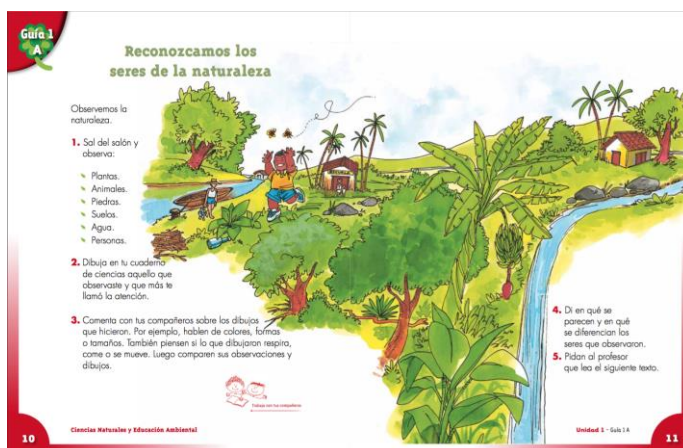 Guía 1
A
Reconozcamos los
seres de la naturaleza
Observemos la
naturaleza.
1. Sal del salón y
observa:
Plantas.
Animales.
Piedras.
Suelos.
Agua.
Personas.
2. Dibuja en tu cuaderno
de ciencias aquello que
observaste y que más te
llamó la atención.
3. Comenta con tus compañeros sobre los dibujos
que hicieron. Por ejemplo, hablen de colores, formas
o tamaños. También piensen si lo que dibujaron respira,
come o se mueve. Luego comparen sus observaciones y
dibujos.
Trabaja con tus compañeros
ESCUELA
4. Di en qué se
parecen y en qué
se diferencian los
seres que observaron.
5. Pidan al profesor
que lea el siguiente texto.
10
Ciencias Naturales y Educación Ambiental
Unidad 1 - Guía 1 A
11